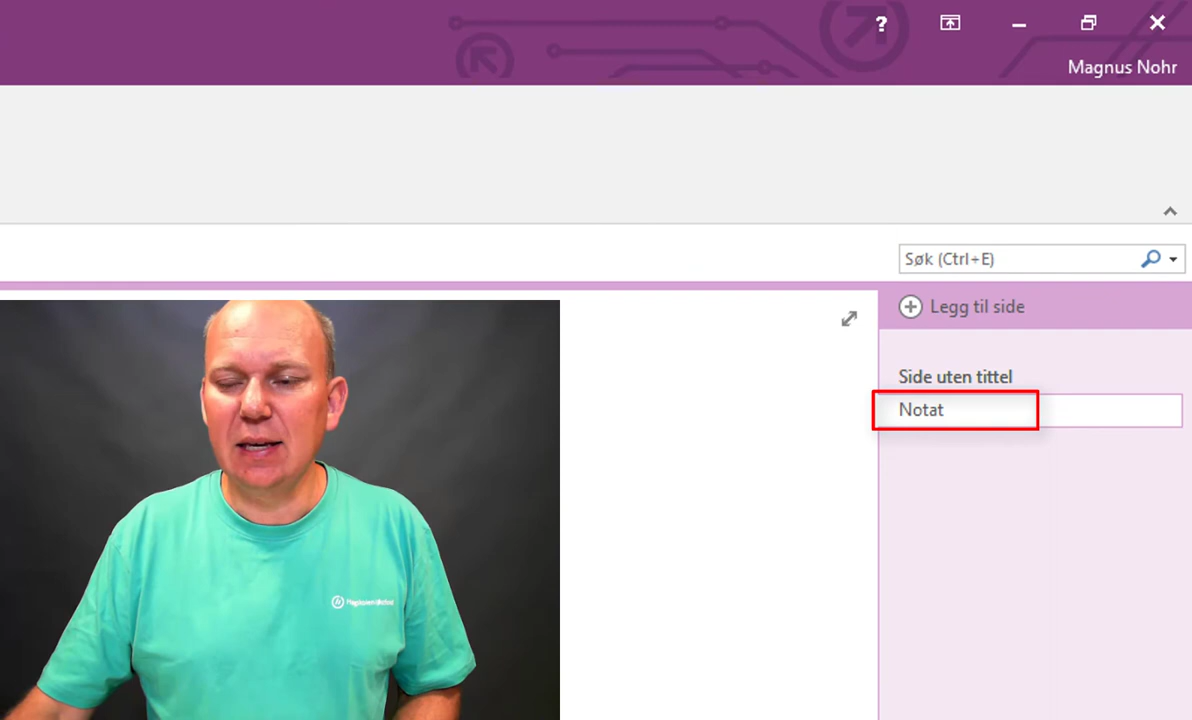 ?
Magnus Nohr
Søk (Ctrl+E)
Legg til side
Side uten tittel
Notat